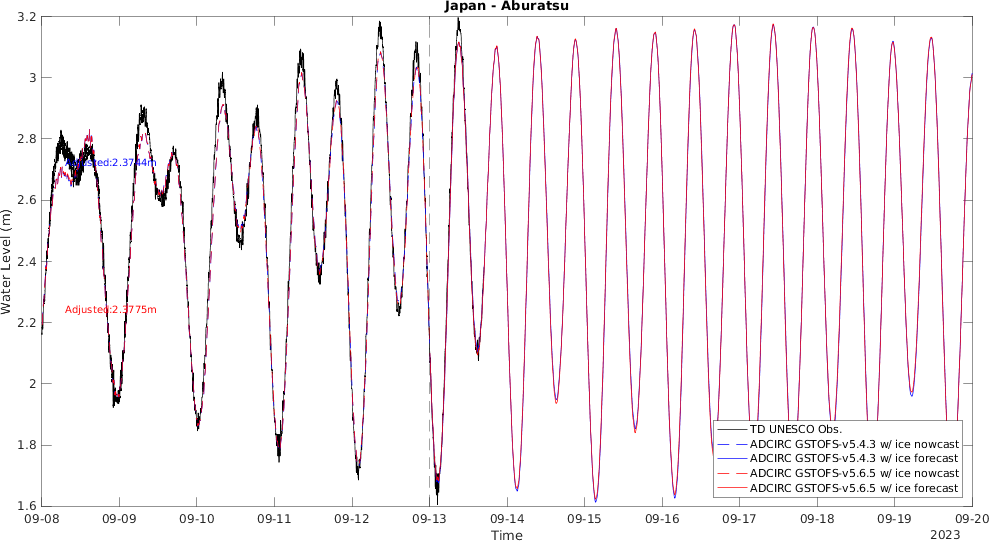 Japan - Aburatsu
Water Level (m)
3.2
3
2.8
2.6
2.4
2.2
2
1.8
1.6
Adjusted:2.3744m
Adjusted:2.3775m
TD UNESCO Obs.
ADCIRC GSTOFS-v5.4.3 w/ ice nowcast
ADCIRC GSTOFS-v5.4.3 w/ ice forecast
ADCIRC GSTOFS-v5.6.5 w/ ice nowcast
ADCIRC GSTOFS-v5.6.5 w/ ice forecast
09-08 09-09 09-10 09-11 09-12 09-13 09-14 09-15 09-16 09-17 09-18 09-19 09-20
Time
2023